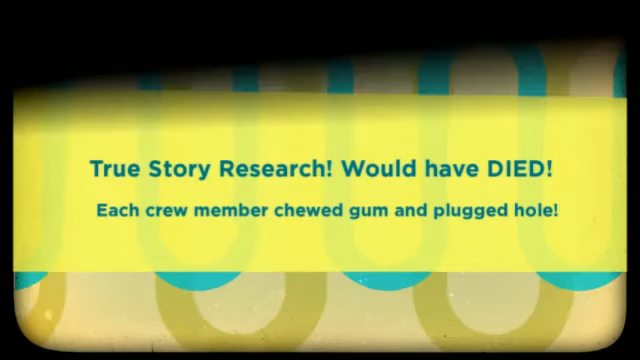 True Story Research! Would have DIED!
Each crew member chewed gum and plugged hole!